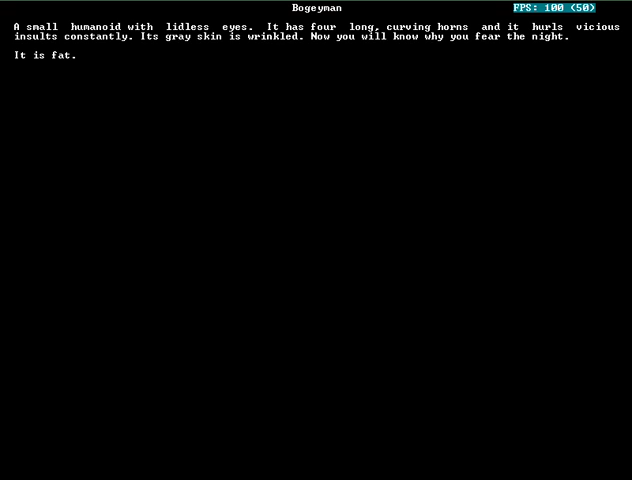 Bogeyman
FPS: 100 (50)
A small humanoid with lidless eyes. It has four long, curving horns and it hurls vicious
insults constantly. Its gray skin is wrinkled. Now you will know why you fear the night.
It is fat.